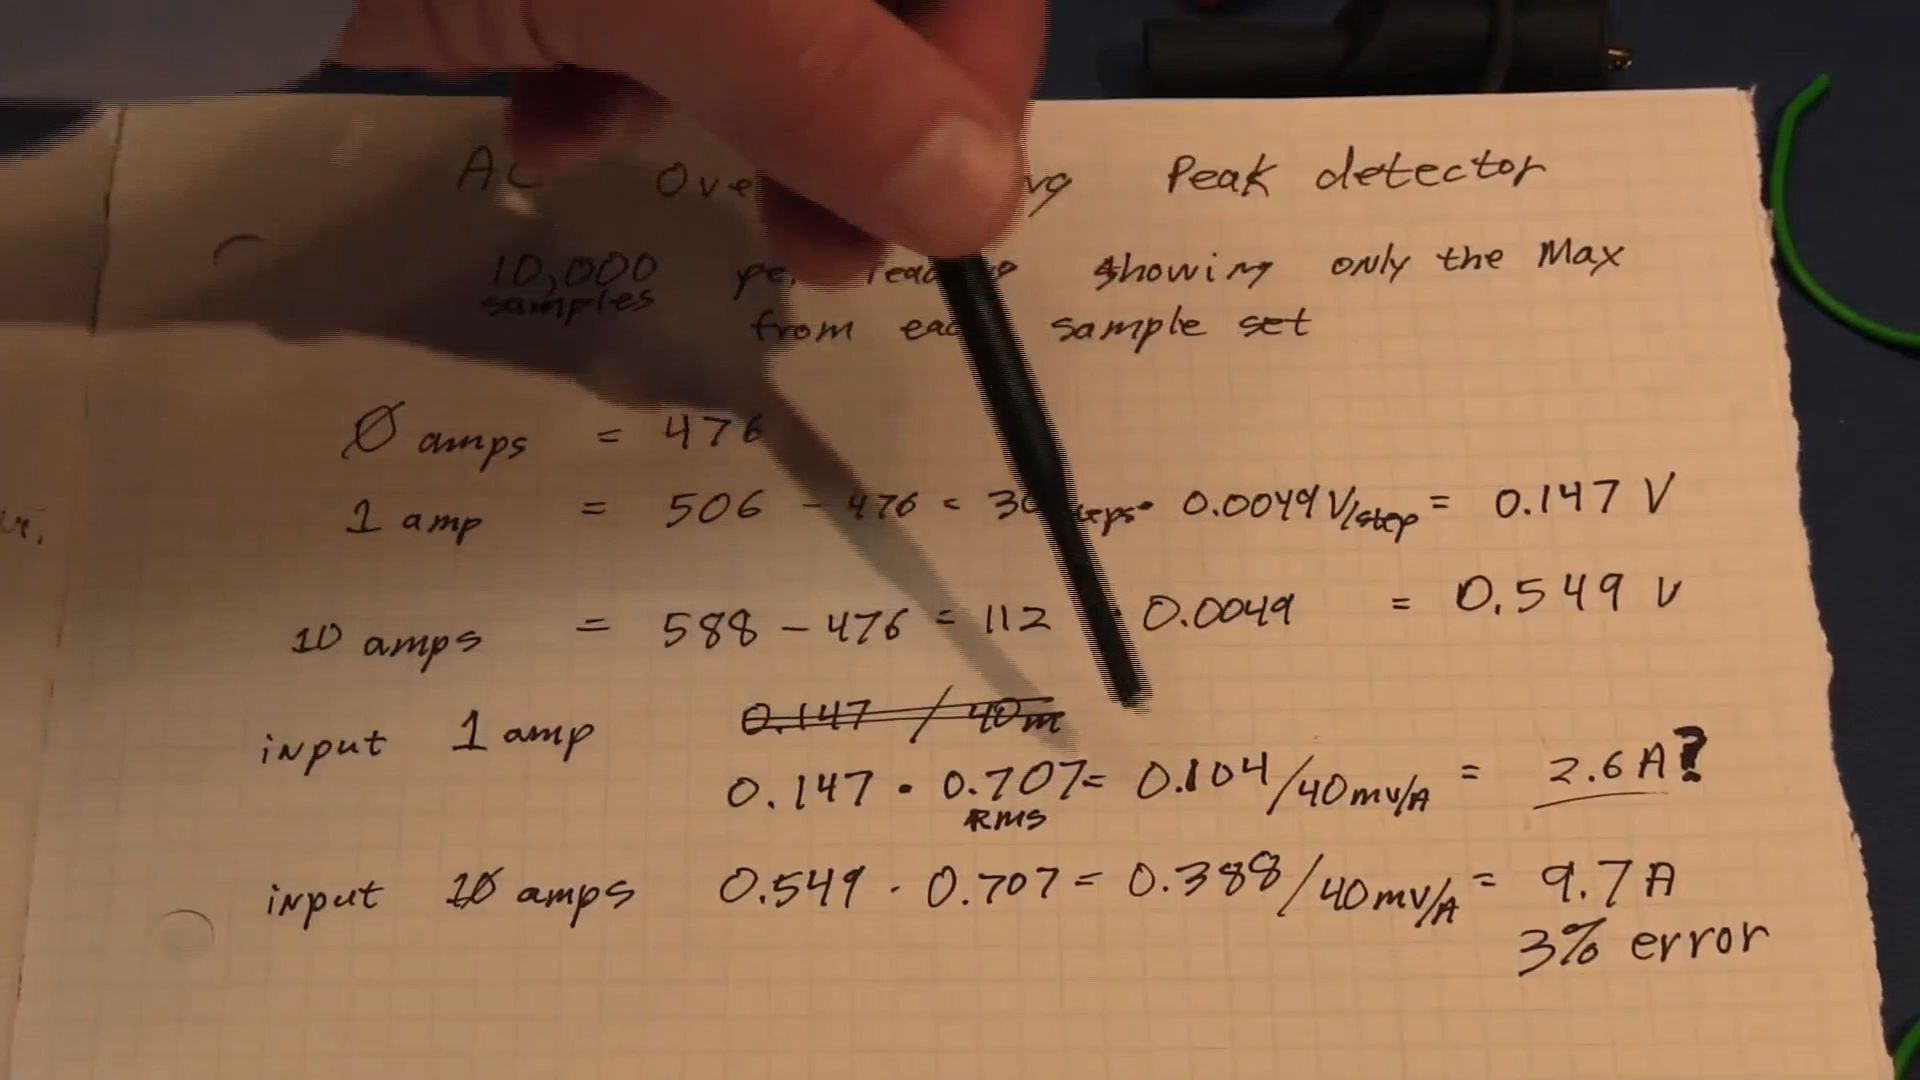 AC Peak detector
10,000 samples showing only the Max
from sample set
Ø amps = 476
1 amp = 506 - 476 = 30 0.0049 V/step = 0.147 V
10 amps = 588 - 476 = 112 · 0.0049 = 0.549 V
input 1 amp 0.147 / 40m
0.147 · 0.707 = 0.104/40mv/A = 2.6 A?
RMS
input 10 amps 0.549 · 0.707 = 0.388/40mv/A = 9.7 A
3% error